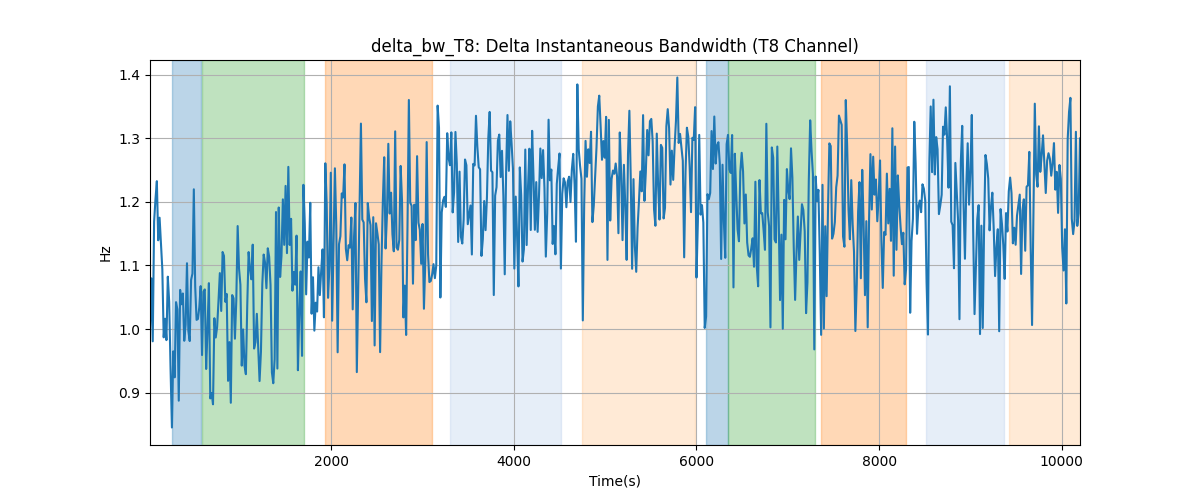 delta_bw_T8: Delta Instantaneous Bandwidth (T8 Channel)
1.4
1.3
1.2
1.1
1.0
0.9
Hz
2000 4000 6000 8000 10000
Time(s)